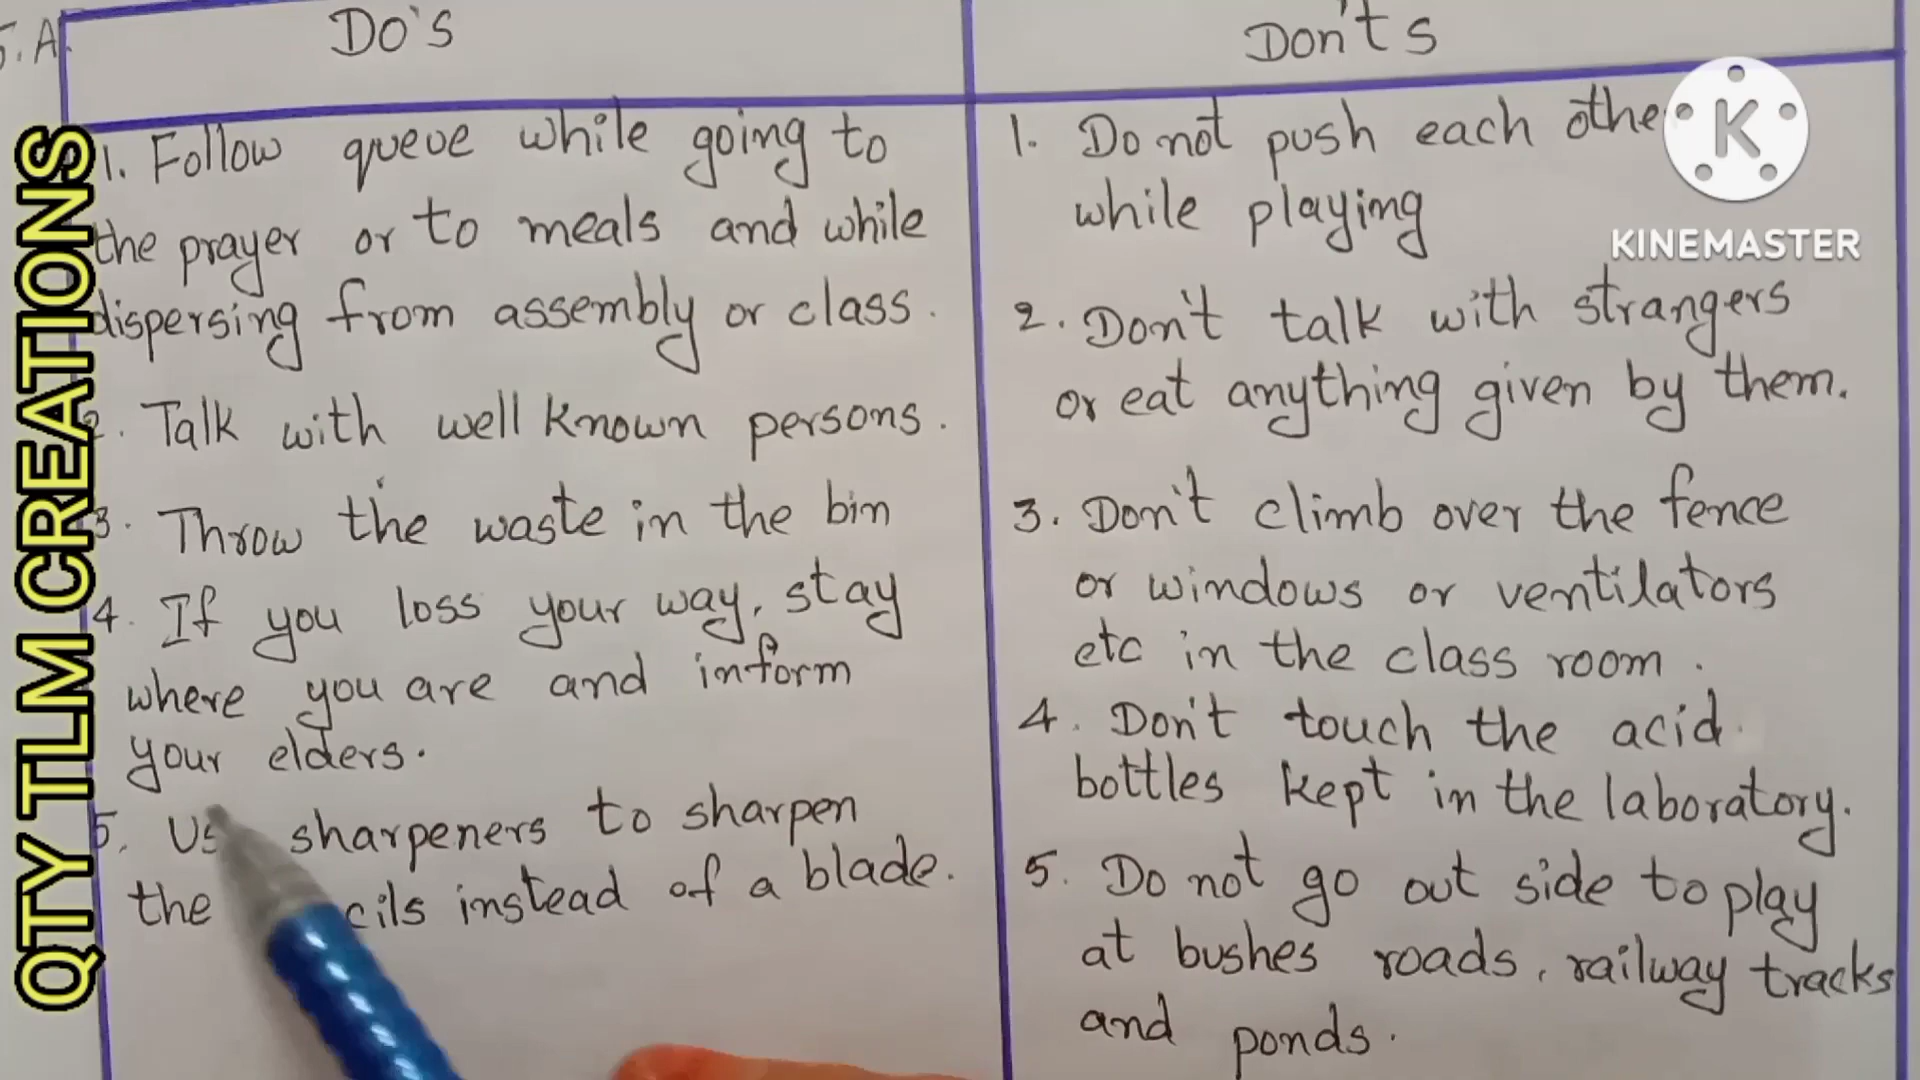 5.A.
Do's
1. Follow queue while going to
the prayer or to meals and while
dispersing from assembly or class.
2. Talk with well known persons.
3. Throw the waste in the bin
4. If you loss your way, stay
where you are and inform
your elders.
5. sharpeners to sharpen
the instead of a blade.
Don'ts
1. Do not push each othe
while playing
2. Don't talk with strangers
or eat anything given by them.
3. Don't climb over the fence
or windows or ventilators
etc in the class room.
4. Don't touch the acid
bottles kept in the laboratory.
5. Do not go out side to play
at bushes roads, railway tracks
and ponds.
QTY TLM CREATIONS
K
KINEMASTER